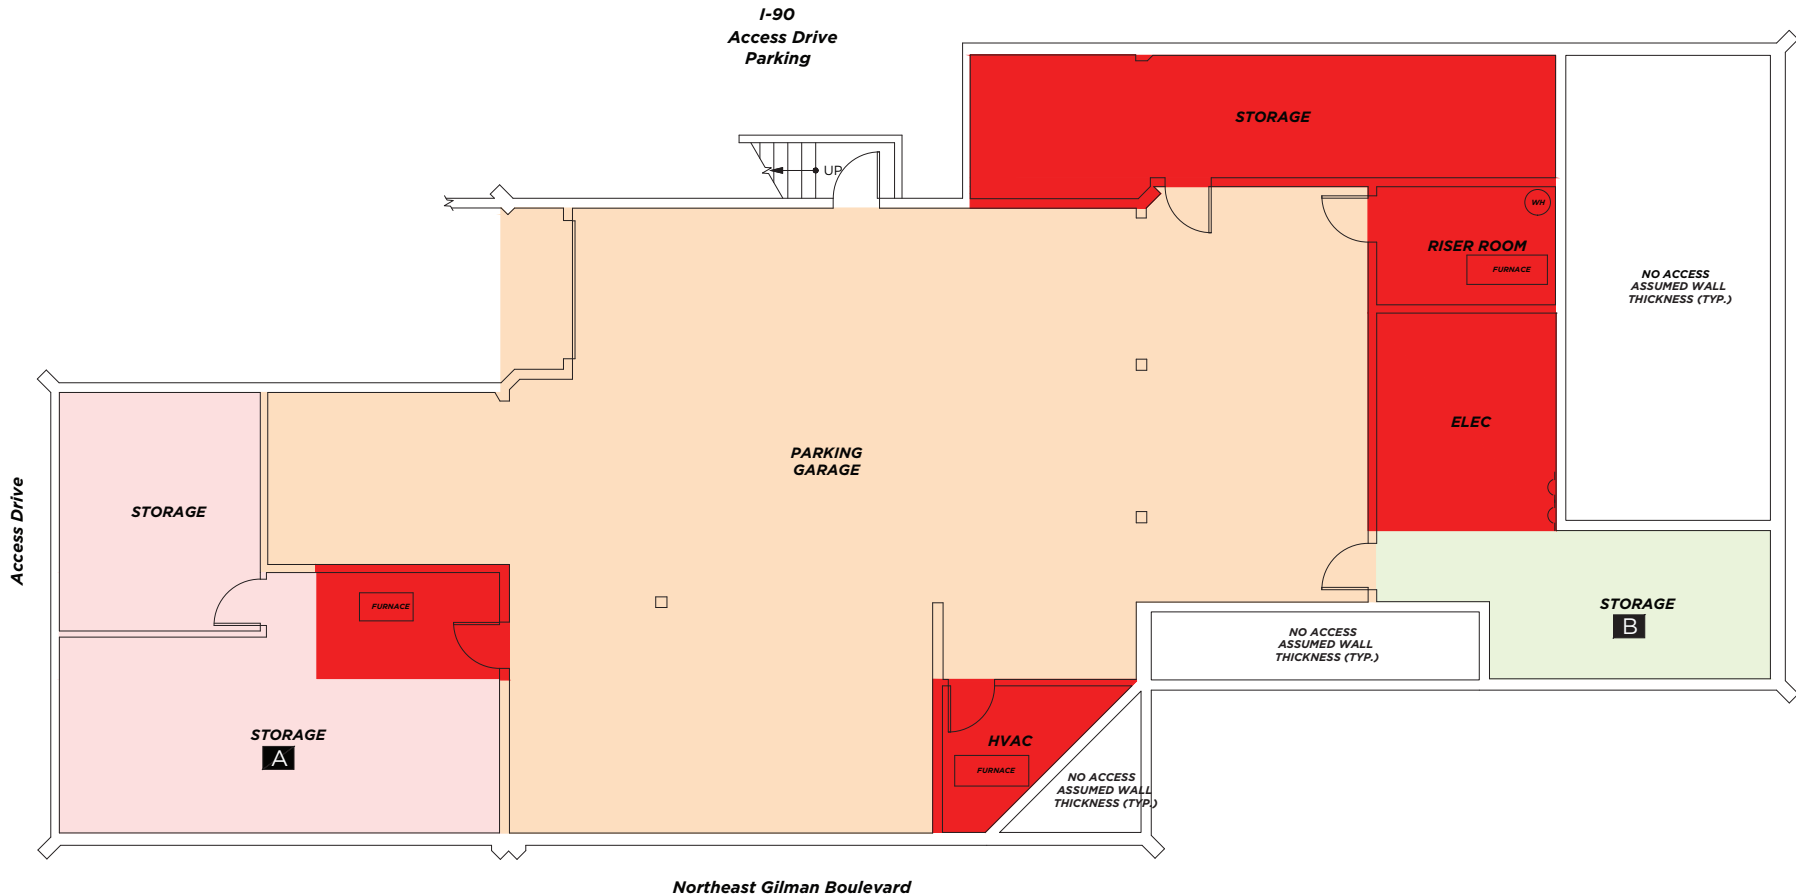 I-90
Access Drive
Parking
STORAGE
UP
WH
RISER ROOM
FURNACE
NO ACCESS
ASSUMED WALL
THICKNESS (TYP.)
ELEC
PARKING
GARAGE
STORAGE
Access Drive
FURNACE
STORAGE
B
NO ACCESS
ASSUMED WALL
THICKNESS (TYP.)
STORAGE
A
HVAC
FURNACE
NO ACCESS
ASSUMED WALL
THICKNESS (TYP.)
Northeast Gilman Boulevard